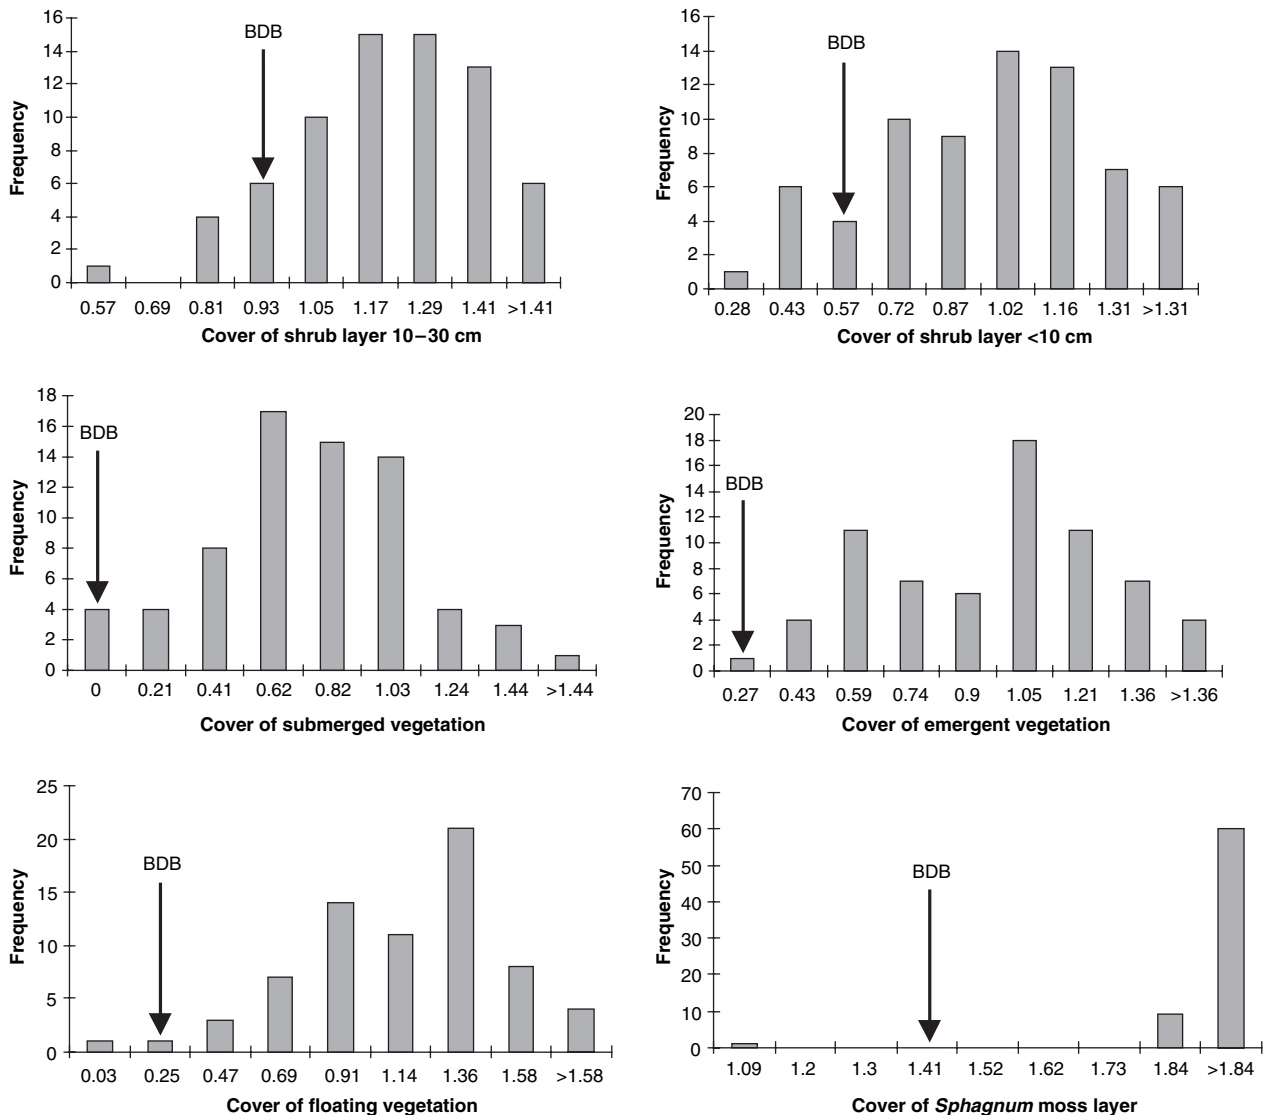 16
14
12
10
8
6
4
2
0
Frequency
BDB
0.57 0.69 0.81 0.93 1.05 1.17 1.29 1.41 >1.41
Cover of shrub layer 10–30 cm
16
14
12
10
8
6
4
2
0
Frequency
BDB
0.28 0.43 0.57 0.72 0.87 1.02 1.16 1.31 >1.31
Cover of shrub layer <10 cm
18
16
14
12
10
8
6
4
2
0
Frequency
BDB
0 0.21 0.41 0.62 0.82 1.03 1.24 1.44 >1.44
Cover of submerged vegetation
20
18
16
14
12
10
8
6
4
2
0
Frequency
BDB
0.27 0.43 0.59 0.74 0.9 1.05 1.21 1.36 >1.36
Cover of emergent vegetation
25
20
15
10
5
0
Frequency
BDB
0.03 0.25 0.47 0.69 0.91 1.14 1.36 1.58 >1.58
Cover of floating vegetation
70
60
50
40
30
20
10
0
Frequency
BDB
1.09 1.2 1.3 1.41 1.52 1.62 1.73 1.84 >1.84
Cover of Sphagnum moss layer